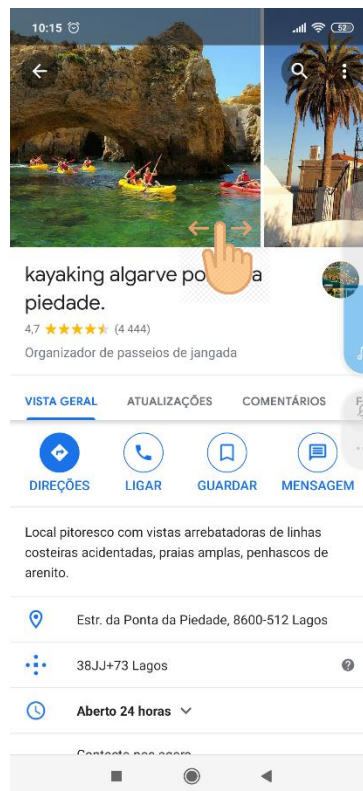 10:15
52
kayaking algarve po a
piedade.
4,7 (4 444)
Organizador de passeios de jangada
VISTA GERAL ATUALIZAÇÕES COMENTÁRIOS F
DIREÇÕES LIGAR GUARDAR MENSAGEM
Local pitoresco com vistas arrebatadoras de linhas
costeiras acidentadas, praias amplas, penhascos de
arenito.
Estr. da Ponta da Piedade, 8600-512 Lagos
38JJ+73 Lagos
Aberto 24 horas